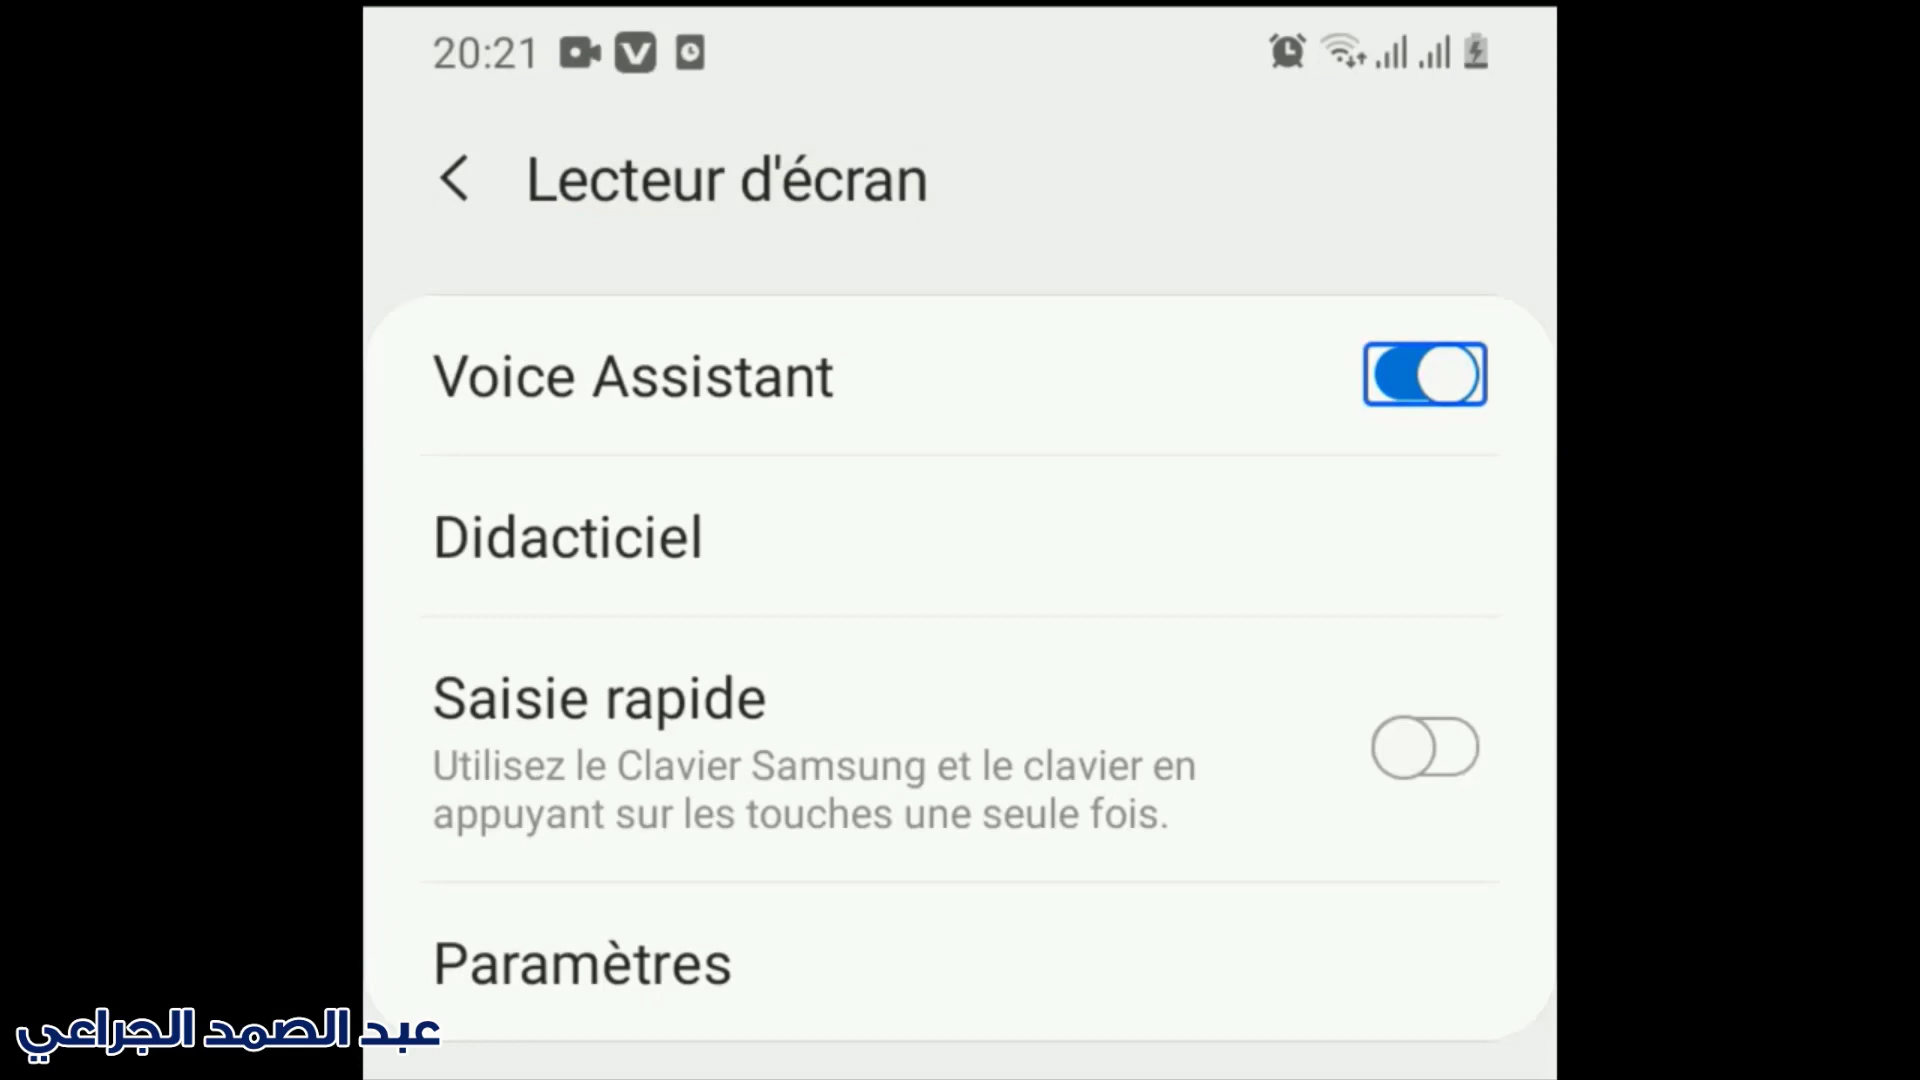 20:21
Lecteur d'écran
Voice Assistant
Didacticiel
Saisie rapide
Utilisez le Clavier Samsung et le clavier en
appuyant sur les touches une seule fois.
Paramètres
عبد الصمد الجراعي